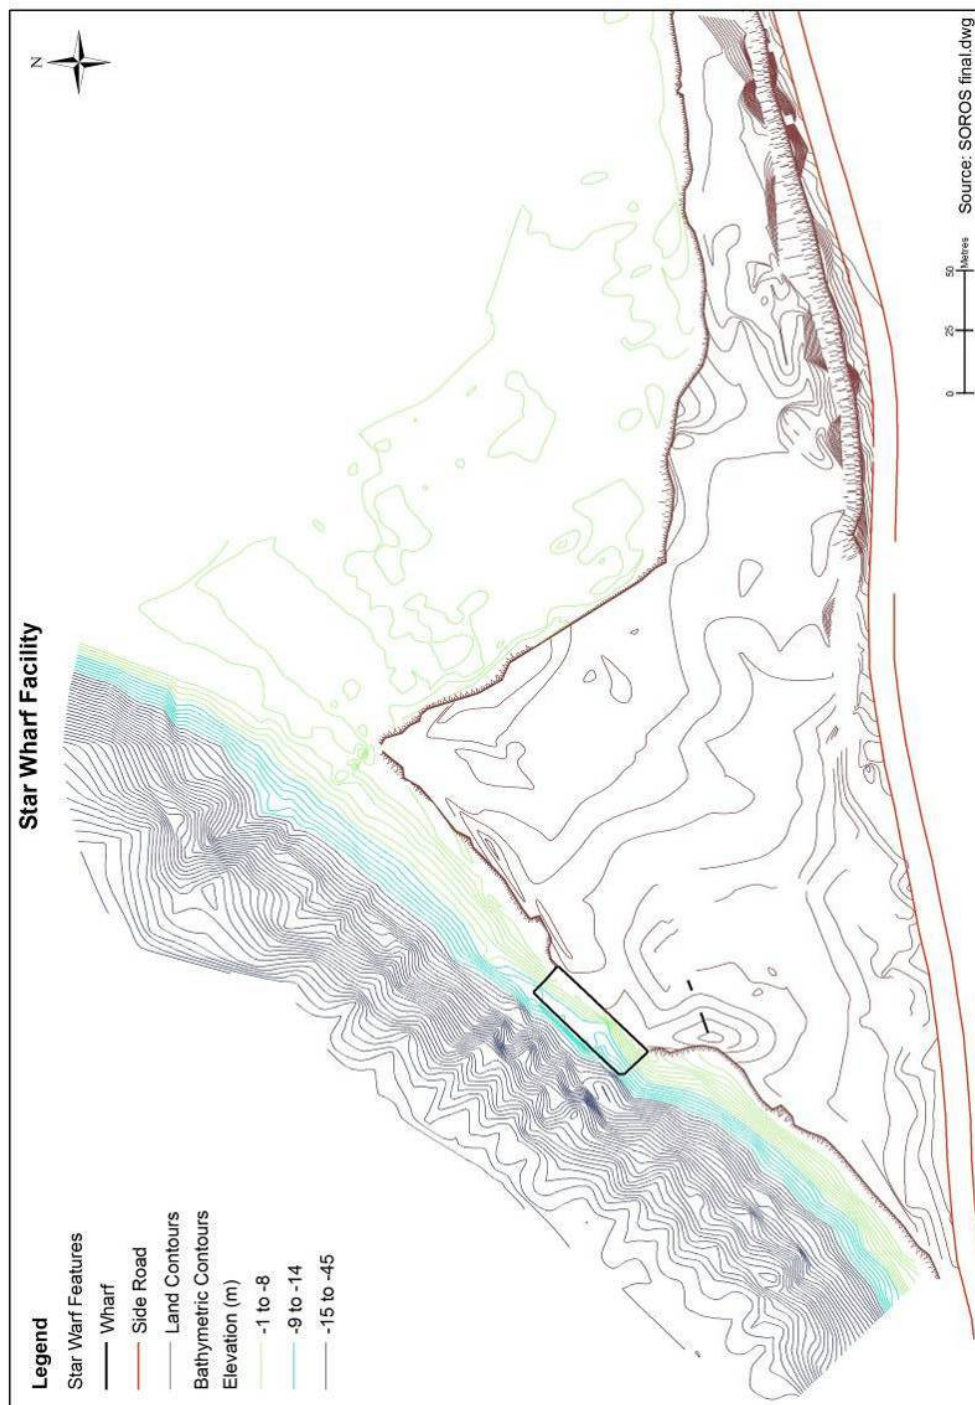 Star Wharf Facility
N
Legend
Star Warf Features
Wharf
Side Road
Land Contours
Bathymetric Contours
Elevation (m)
-1 to -8
-9 to -14
-15 to -45
0 25 50
Metres
Source: SOROS final.dwg